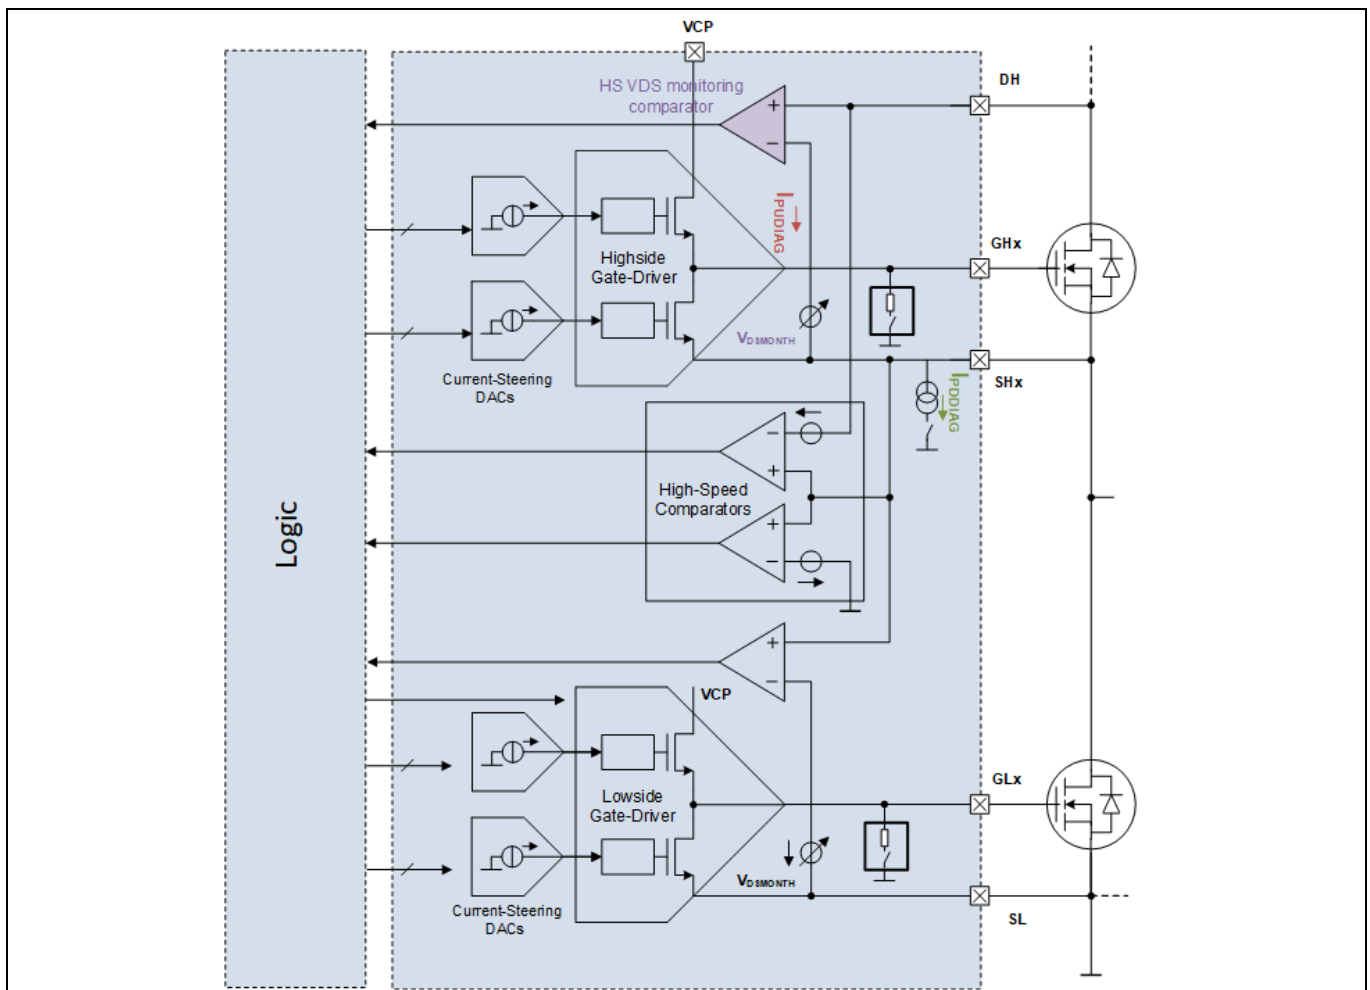 VCP
HS VDS monitoring
comparator
DH
+
−
IPUDIAG
Highside
Gate-Driver
GHx
VDSMONTH
Current-Steering
DACs
SHx
IPDDIAG
−
+
High-Speed
Comparators
+
−
Logic
+
−
VCP
Lowside
Gate-Driver
GLx
VDSMONTH
Current-Steering
DACs
SL